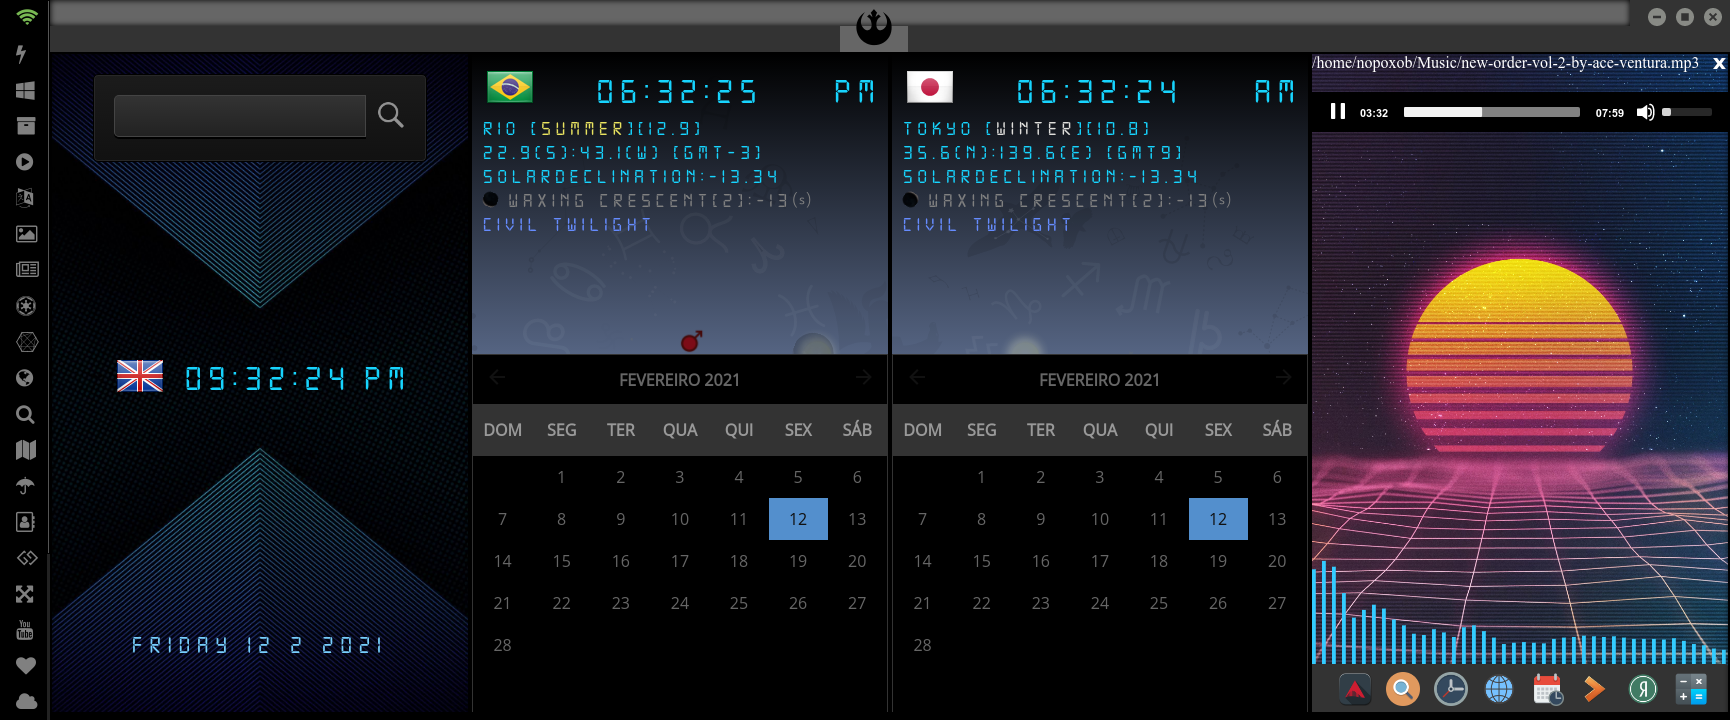 09:32:24 PM
FRIDAY 12 2 2021
06:32:25 PM
RIO [SUMMER][12.9]
22.9(S):43.1(W) [GMT-3]
SOLARDECLINATION:-13.34
WAXING CRESCENT[2]:-13(s)
CIVIL TWILIGHT
FEVEREIRO 2021
DOM SEG TER QUA QUI SEX SÁB
1 2 3 4 5 6
7 8 9 10 11 12 13
14 15 16 17 18 19 20
21 22 23 24 25 26 27
28
06:32:24 AM
TOKYO [WINTER][10.8]
35.6(N):139.6(E) [GMT9]
SOLARDECLINATION:-13.34
WAXING CRESCENT[2]:-13(s)
CIVIL TWILIGHT
FEVEREIRO 2021
DOM SEG TER QUA QUI SEX SÁB
1 2 3 4 5 6
7 8 9 10 11 12 13
14 15 16 17 18 19 20
21 22 23 24 25 26 27
28
/home/nopoxob/Music/new-order-vol-2-by-ace-ventura.mp3 x
03:32 07:59
You
Tube
Я